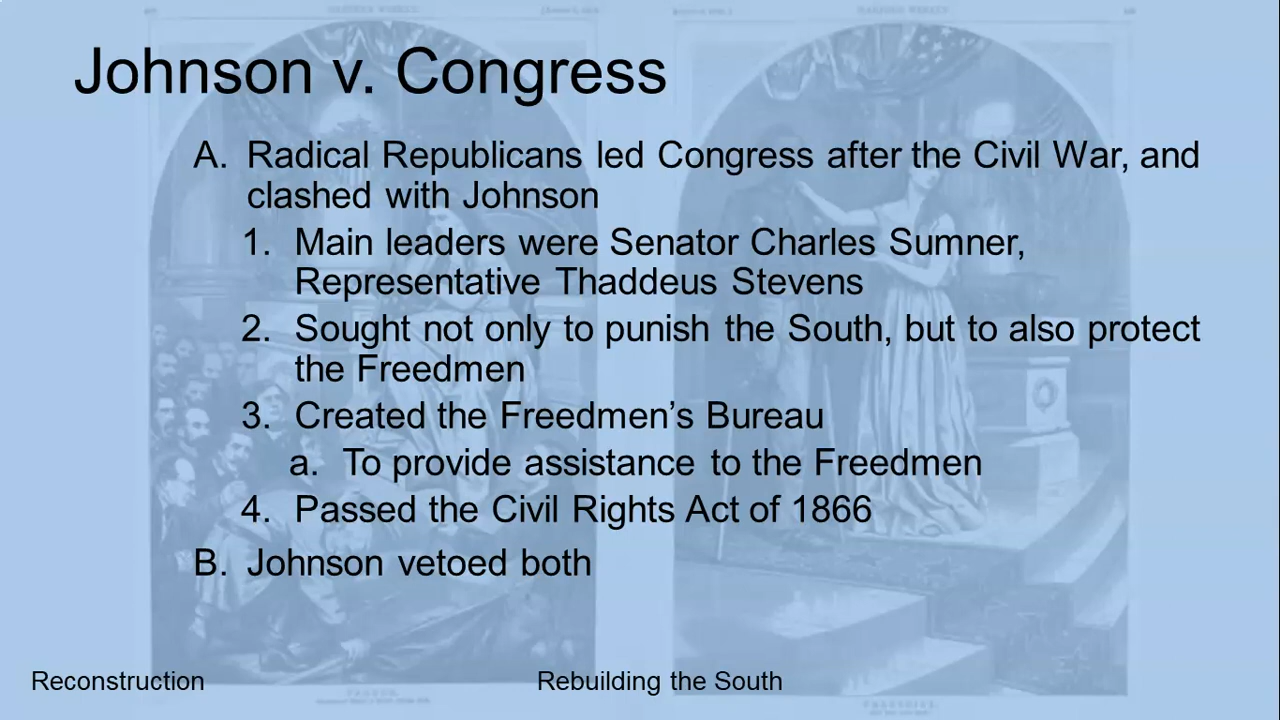 Johnson v. Congress
A. Radical Republicans led Congress after the Civil War, and
clashed with Johnson
1. Main leaders were Senator Charles Sumner,
Representative Thaddeus Stevens
2. Sought not only to punish the South, but to also protect
the Freedmen
3. Created the Freedmen’s Bureau
a. To provide assistance to the Freedmen
4. Passed the Civil Rights Act of 1866
B. Johnson vetoed both
Reconstruction
Rebuilding the South